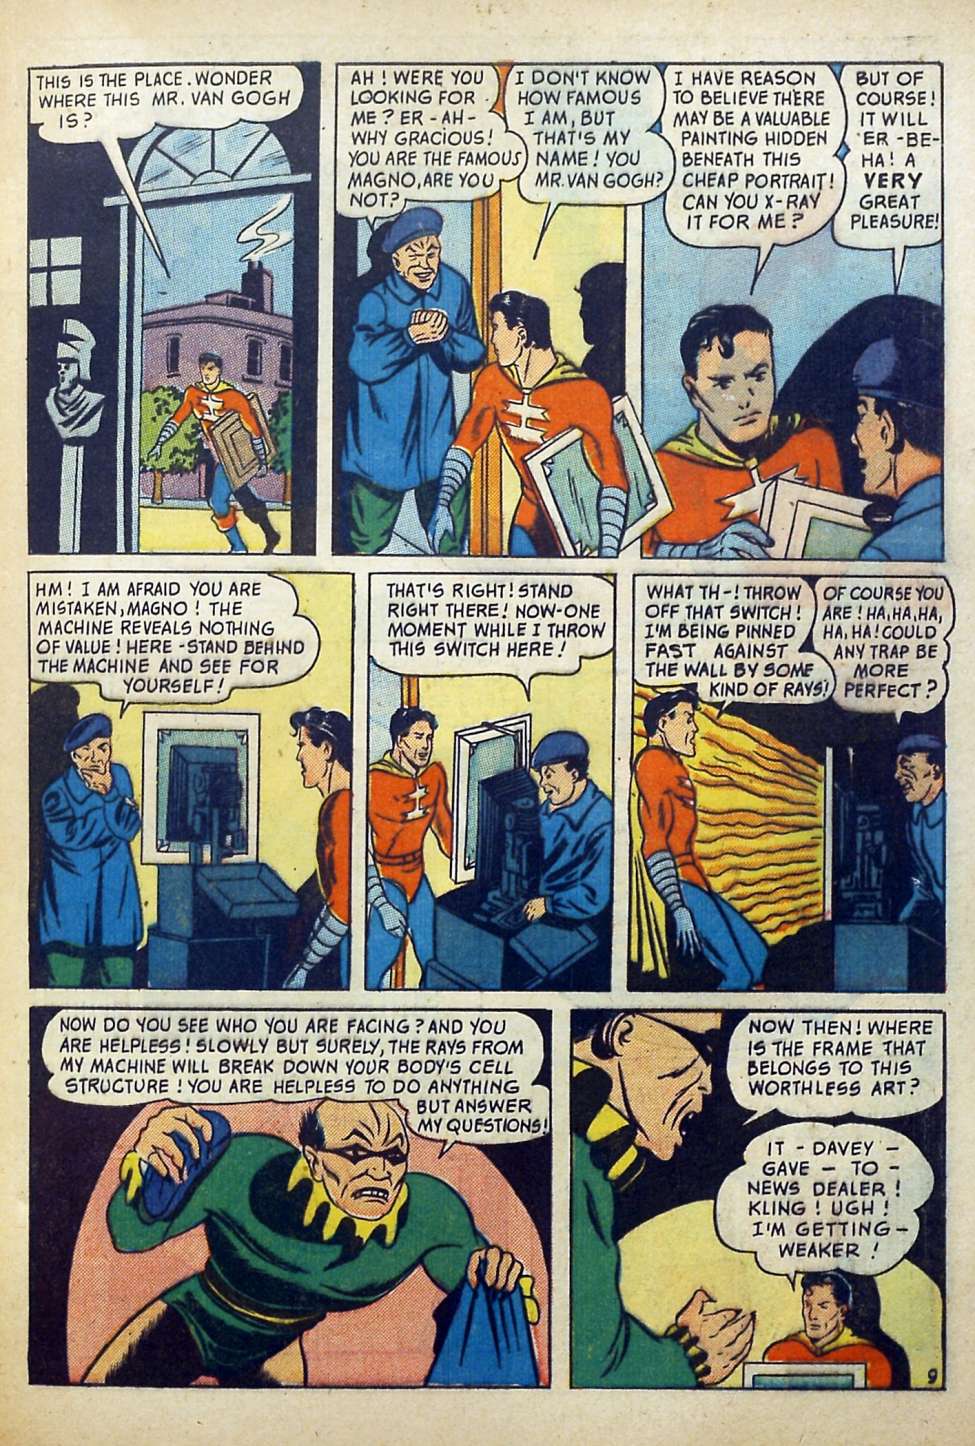 THIS IS THE PLACE. WONDER
WHERE THIS MR. VAN GOGH
IS?
AH! WERE YOU
LOOKING FOR
ME? ER-AH-
WHY GRACIOUS!
YOU ARE THE FAMOUS
MAGNO, ARE YOU
NOT?
I DON'T KNOW
HOW FAMOUS
I AM, BUT
THAT'S MY
NAME! YOU
MR. VAN GOGH?
I HAVE REASON
TO BELIEVE THERE
MAY BE A VALUABLE
PAINTING HIDDEN
BENEATH THIS
CHEAP PORTRAIT!
CAN YOU X-RAY
IT FOR ME?
BUT OF
COURSE!
IT WILL
ER-BE-
HA! A
VERY
GREAT
PLEASURE!
HM! I AM AFRAID YOU ARE
MISTAKEN, MAGNO! THE
MACHINE REVEALS NOTHING
OF VALUE! HERE-STAND BEHIND
THE MACHINE AND SEE FOR
YOURSELF!
THAT'S RIGHT! STAND
RIGHT THERE! NOW-ONE
MOMENT WHILE I THROW
THIS SWITCH HERE!
WHAT TH-! THROW
OFF THAT SWITCH!
I'M BEING PINNED
FAST AGAINST
THE WALL BY SOME
KIND OF RAYS!
OF COURSE YOU
ARE! HA, HA, HA,
HA, HA! COULD
ANY TRAP BE
MORE
PERFECT?
NOW DO YOU SEE WHO YOU ARE FACING? AND YOU
ARE HELPLESS! SLOWLY BUT SURELY, THE RAYS FROM
MY MACHINE WILL BREAK DOWN YOUR BODY'S CELL
STRUCTURE! YOU ARE HELPLESS TO DO ANYTHING
BUT ANSWER
MY QUESTIONS!
NOW THEN! WHERE
IS THE FRAME THAT
BELONGS TO THIS
WORTHLESS ART?
IT - DAVEY -
GAVE - TO -
NEWS DEALER!
KLING! UGH!
I'M GETTING-
WEAKER!
9